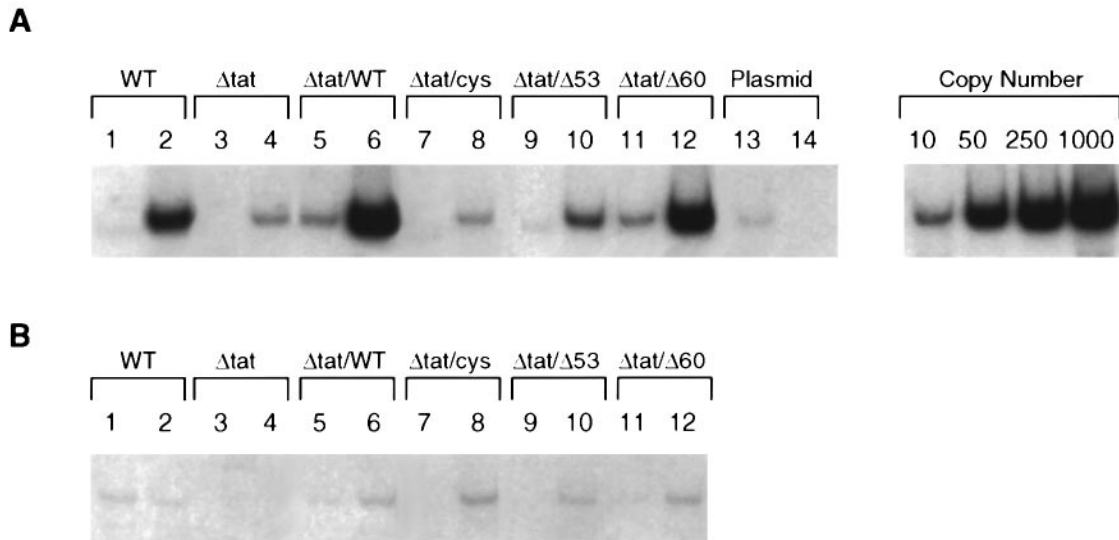 A
WT Δtat Δtat/WT Δtat/cys Δtat/Δ53 Δtat/Δ60 Plasmid Copy Number
1 2 3 4 5 6 7 8 9 10 11 12 13 14 10 50 250 1000
B
WT Δtat Δtat/WT Δtat/cys Δtat/Δ53 Δtat/Δ60
1 2 3 4 5 6 7 8 9 10 11 12